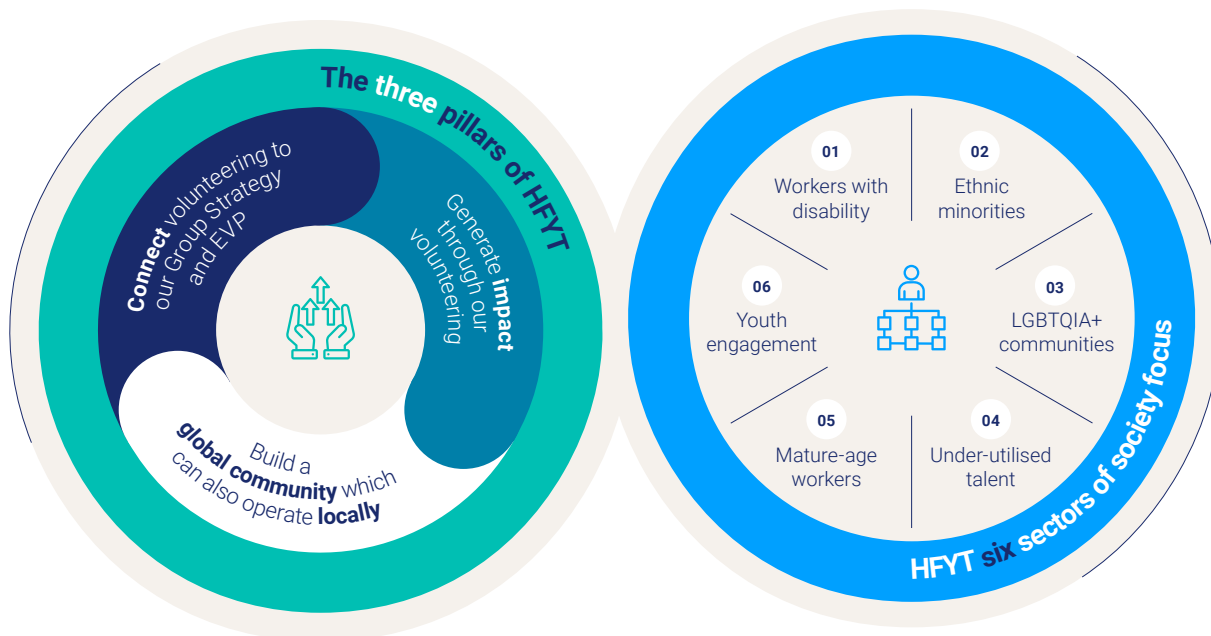 The three pillars of HFYT
Connect volunteering to
our Group Strategy
and EVP
Generate impact
through our
volunteering
Build a
global community which
can also operate locally
01
Workers with
disability
02
Ethnic
minorities
03
LGBTQIA+
communities
04
Under-utilised
talent
05
Mature-age
workers
06
Youth
engagement
HFYT six sectors of society focus